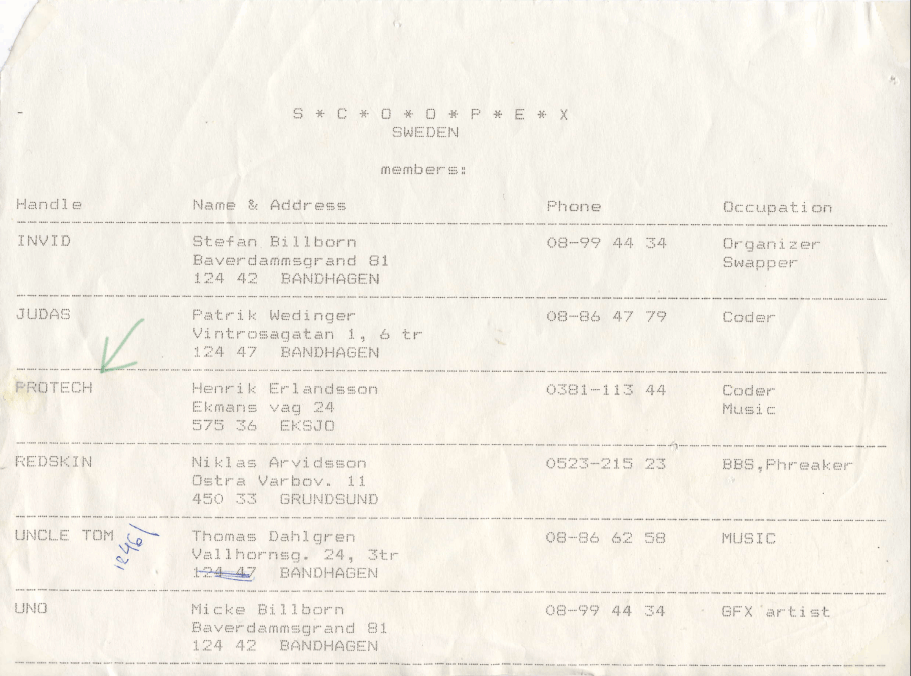 -
S * C * O * O * P * E * X
SWEDEN
members:
Handle Name & Address Phone Occupation
INVID Stefan Billborn 08-99 44 34 Organizer
Baverdammsgrand 81 Swapper
124 42 BANDHAGEN
JUDAS Patrik Wedinger 08-86 47 79 Coder
Vintrosagatan 1, 6 tr
124 47 BANDHAGEN
PROTECH Henrik Erlandsson 0381-113 44 Coder
Ekmans vag 24 Music
575 36 EKSJO
REDSKIN Niklas Arvidsson 0523-215 23 BBS,Phreaker
Ostra Varbov. 11
450 33 GRUNDSUND
UNCLE TOM Thomas Dahlgren 08-86 62 58 MUSIC
12461 Vallhornsg. 24, 3tr
124 47 BANDHAGEN
UNO Micke Billborn 08-99 44 34 GFX artist
Baverdammsgrand 81
124 42 BANDHAGEN